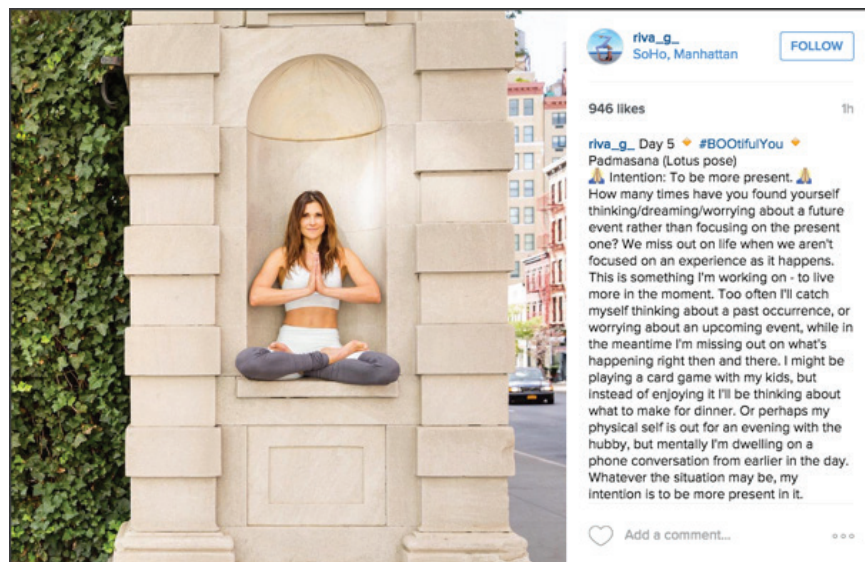 riva_g_
SoHo, Manhattan
FOLLOW
946 likes
1h
riva_g_ Day 5 🔸 #BOOtifulYou 🔸
Padmasana (Lotus pose)
🙏 Intention: To be more present. 🙏
How many times have you found yourself
thinking/dreaming/worrying about a future
event rather than focusing on the present
one? We miss out on life when we aren't
focused on an experience as it happens.
This is something I'm working on - to live
more in the moment. Too often I'll catch
myself thinking about a past occurrence, or
worrying about an upcoming event, while in
the meantime I'm missing out on what's
happening right then and there. I might be
playing a card game with my kids, but
instead of enjoying it I'll be thinking about
what to make for dinner. Or perhaps my
physical self is out for an evening with the
hubby, but mentally I'm dwelling on a
phone conversation from earlier in the day.
Whatever the situation may be, my
intention is to be more present in it.
Add a comment...